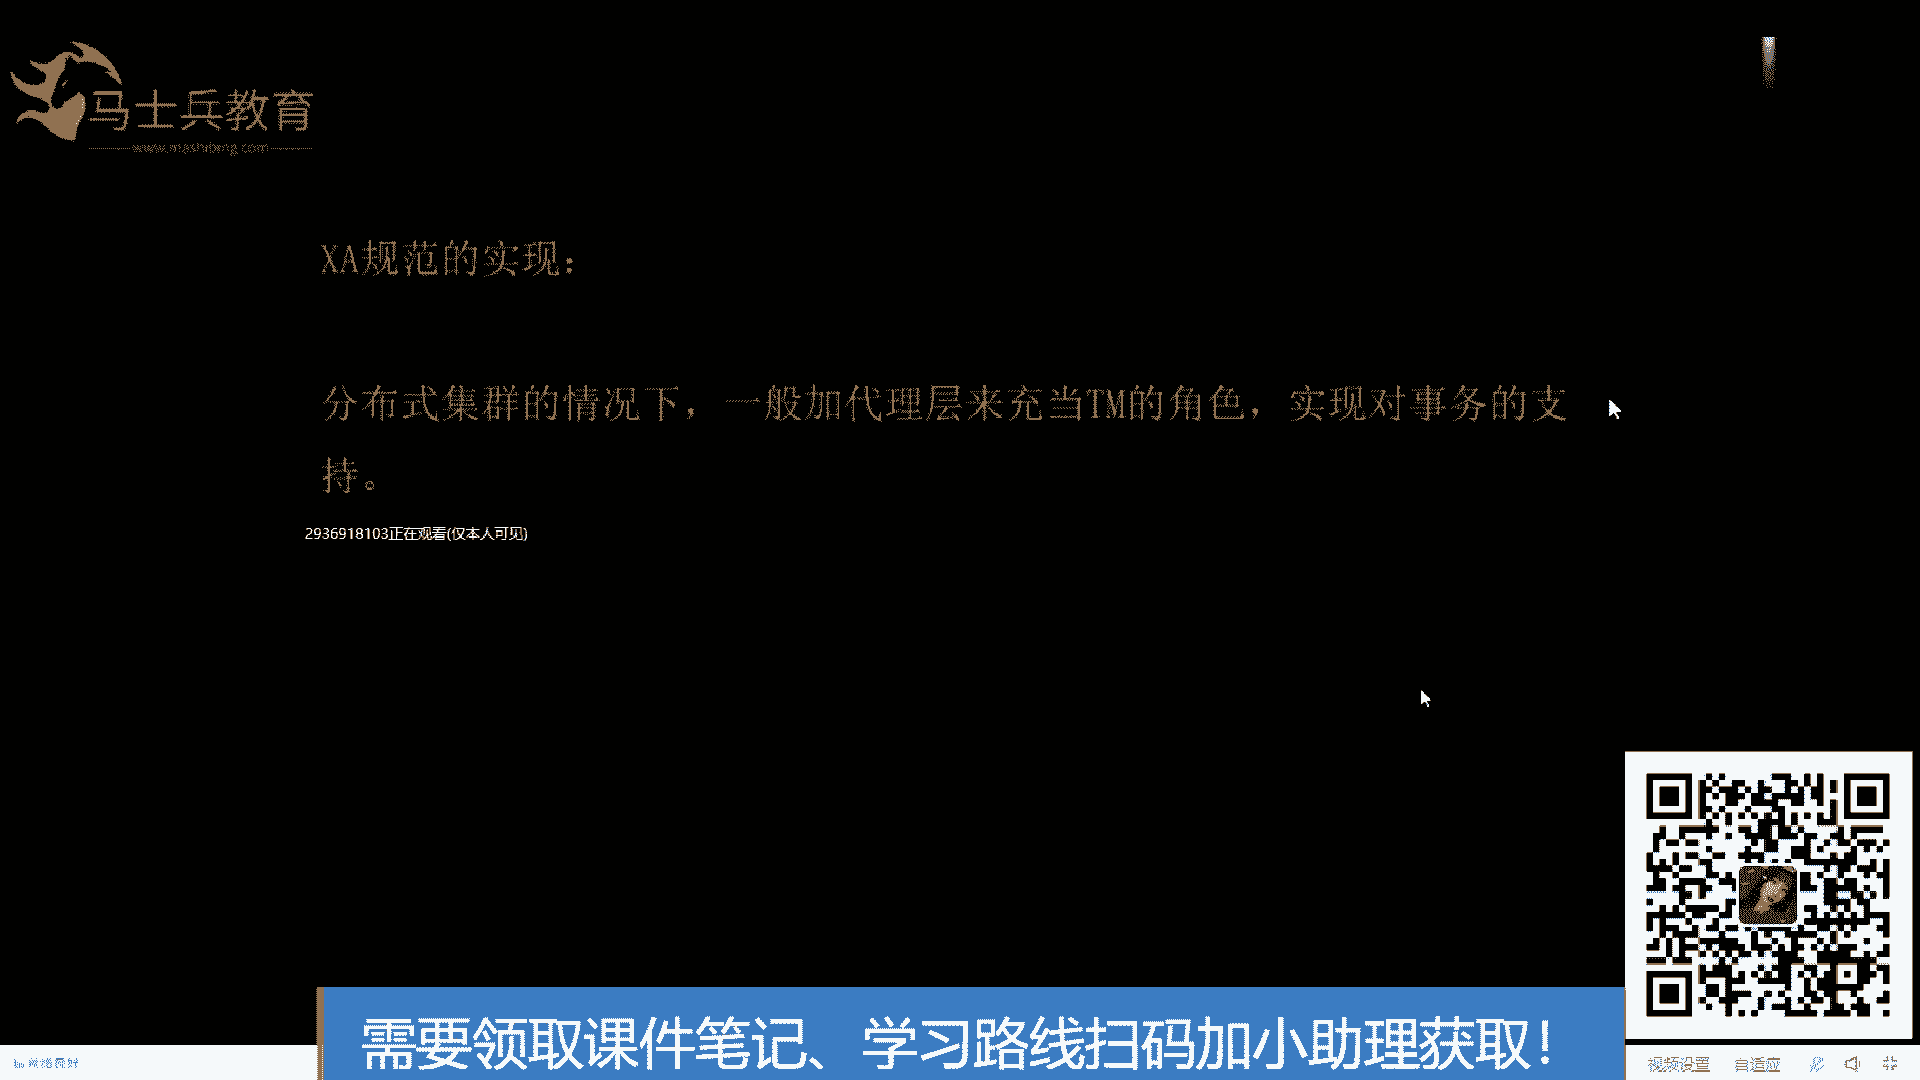 马士兵教育
www.mashibing.com
XA规范的实现：
分布式集群的情况下，一般加代理层来充当TM的角色，实现对事务的支
持。
2936918103正在观看(仅本人可见)
需要领取课件笔记、学习路线扫码加小助理获取！
网络良好
视频设置 自适应